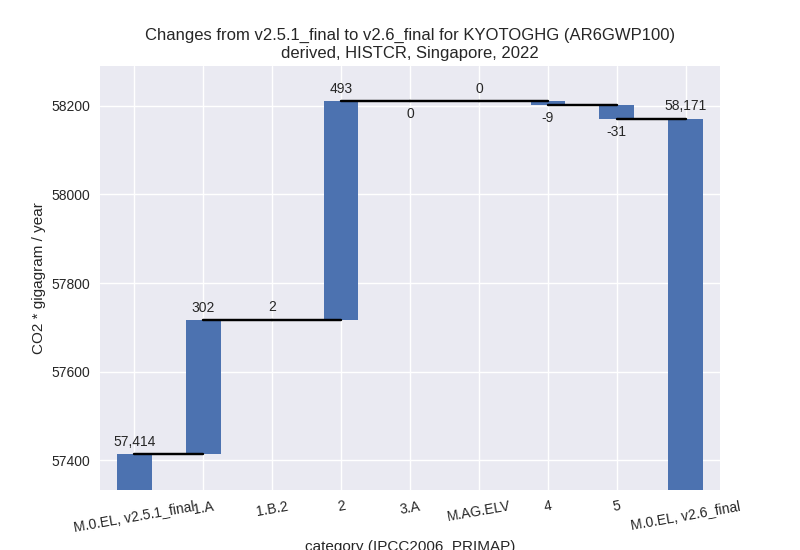 Changes from v2.5.1_final to v2.6_final for KYOTOGHG (AR6GWP100)
derived, HISTCR, Singapore, 2022
CO2 * gigagram / year
58200
58000
57800
57600
57400
57,414
302
2
493
0
0
-9
-31
58,171
M.0.EL, v2.5.1_final
1.A
1.B.2
2
3.A
M.AG.ELV
4
5
M.0.EL, v2.6_final
category (IPCC2006_PRIMAP)